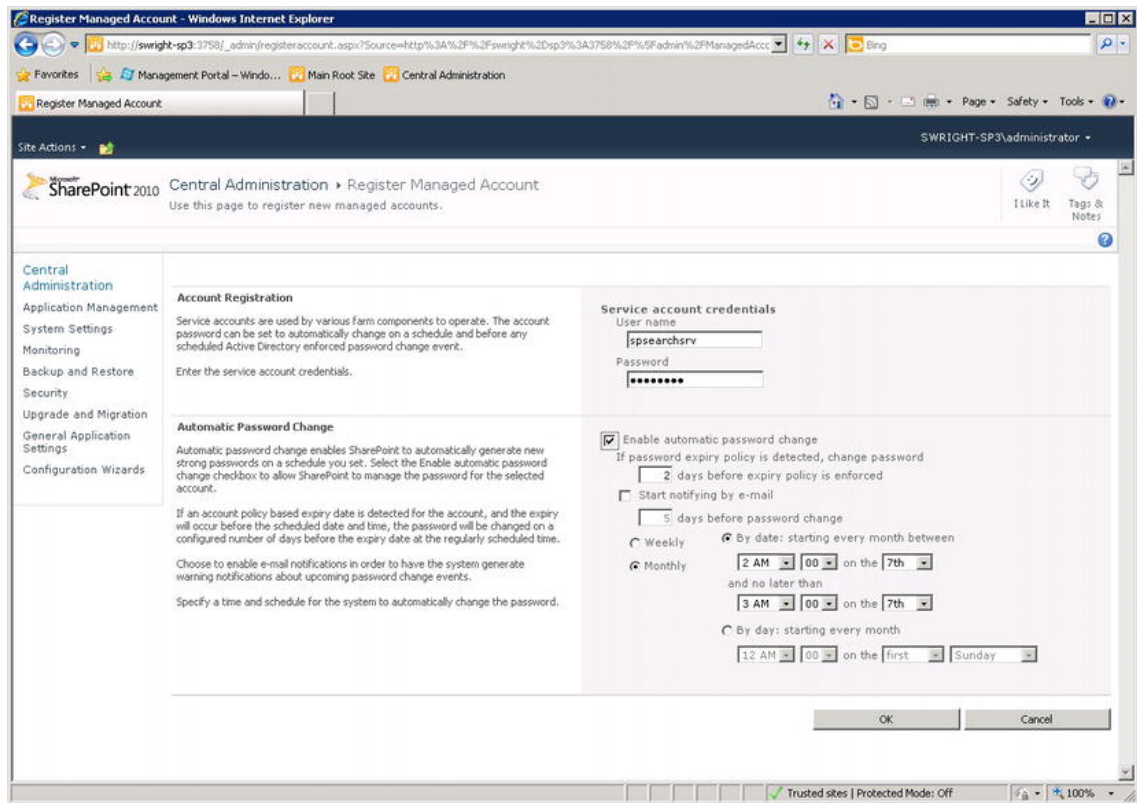 Register Managed Account - Windows Internet Explorer
http://swright-sp3:3758/_admin/registeraccount.aspx?Source=http%3A%2F%2Fswright%2Dsp3%3A3758%2F%5Fadmin%2FManagedAccc
Bing
Favorites Management Portal – Windo... Main Root Site Central Administration
Register Managed Account
Page Safety Tools
SWRIGHT-SP3\administrator
Site Actions
Microsoft
SharePoint 2010
Central Administration Register Managed Account
Use this page to register new managed accounts.
I Like It
Tags &
Notes
Central
Administration
Application Management
System Settings
Monitoring
Backup and Restore
Security
Upgrade and Migration
General Application
Settings
Configuration Wizards
Account Registration
Service accounts are used by various farm components to operate. The account
password can be set to automatically change on a schedule and before any
scheduled Active Directory enforced password change event.
Enter the service account credentials.
Service account credentials
User name
spsearchsrv
Password
••••••••
Automatic Password Change
Automatic password change enables SharePoint to automatically generate new
strong passwords on a schedule you set. Select the Enable automatic password
change checkbox to allow SharePoint to manage the password for the selected
account.
If an account policy based expiry date is detected for the account, and the expiry
will occur before the scheduled date and time, the password will be changed on a
configured number of days before the expiry date at the regularly scheduled time.
Choose to enable e-mail notifications in order to have the system generate
warning notifications about upcoming password change events.
Specify a time and schedule for the system to automatically change the password.
Enable automatic password change
If password expiry policy is detected, change password
2 days before expiry policy is enforced
Start notifying by e-mail
5 days before password change
Weekly
Monthly
By date: starting every month between
2 AM 00 on the 7th
and no later than
3 AM 00 on the 7th
By day: starting every month
12 AM 00 on the first Sunday
OK Cancel
Trusted sites | Protected Mode: Off 100%